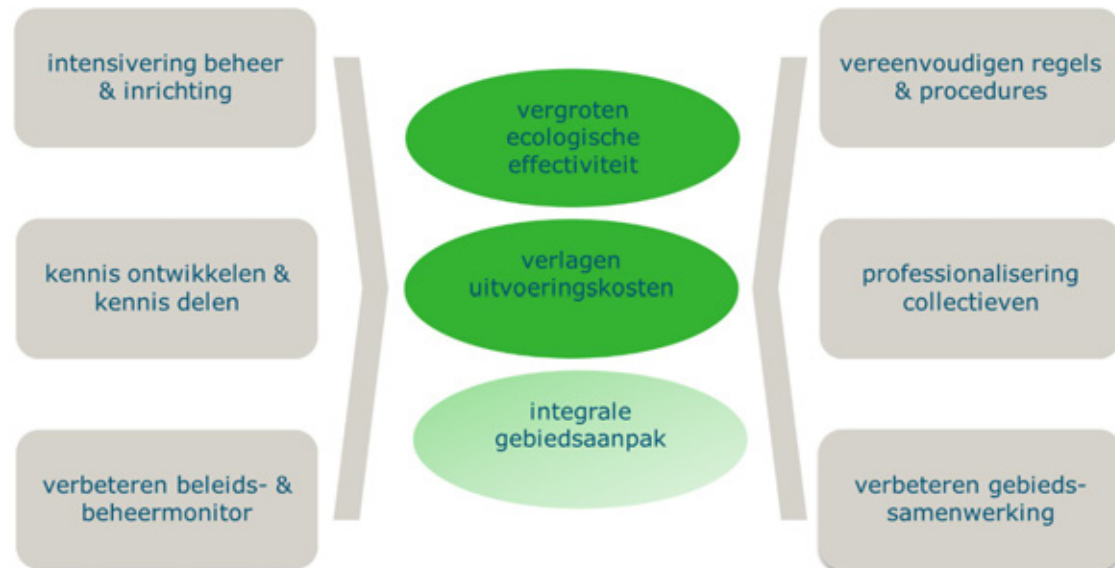 intensivering beheer
& inrichting
kennis ontwikkelen &
kennis delen
verbeteren beleids- &
beheermonitor
vergroten
ecologische
effectiviteit
verlagen
uitvoeringskosten
integrale
gebiedsaanpak
vereenvoudigen regels
& procedures
professionalisering
collectieven
verbeteren gebieds-
samenwerking